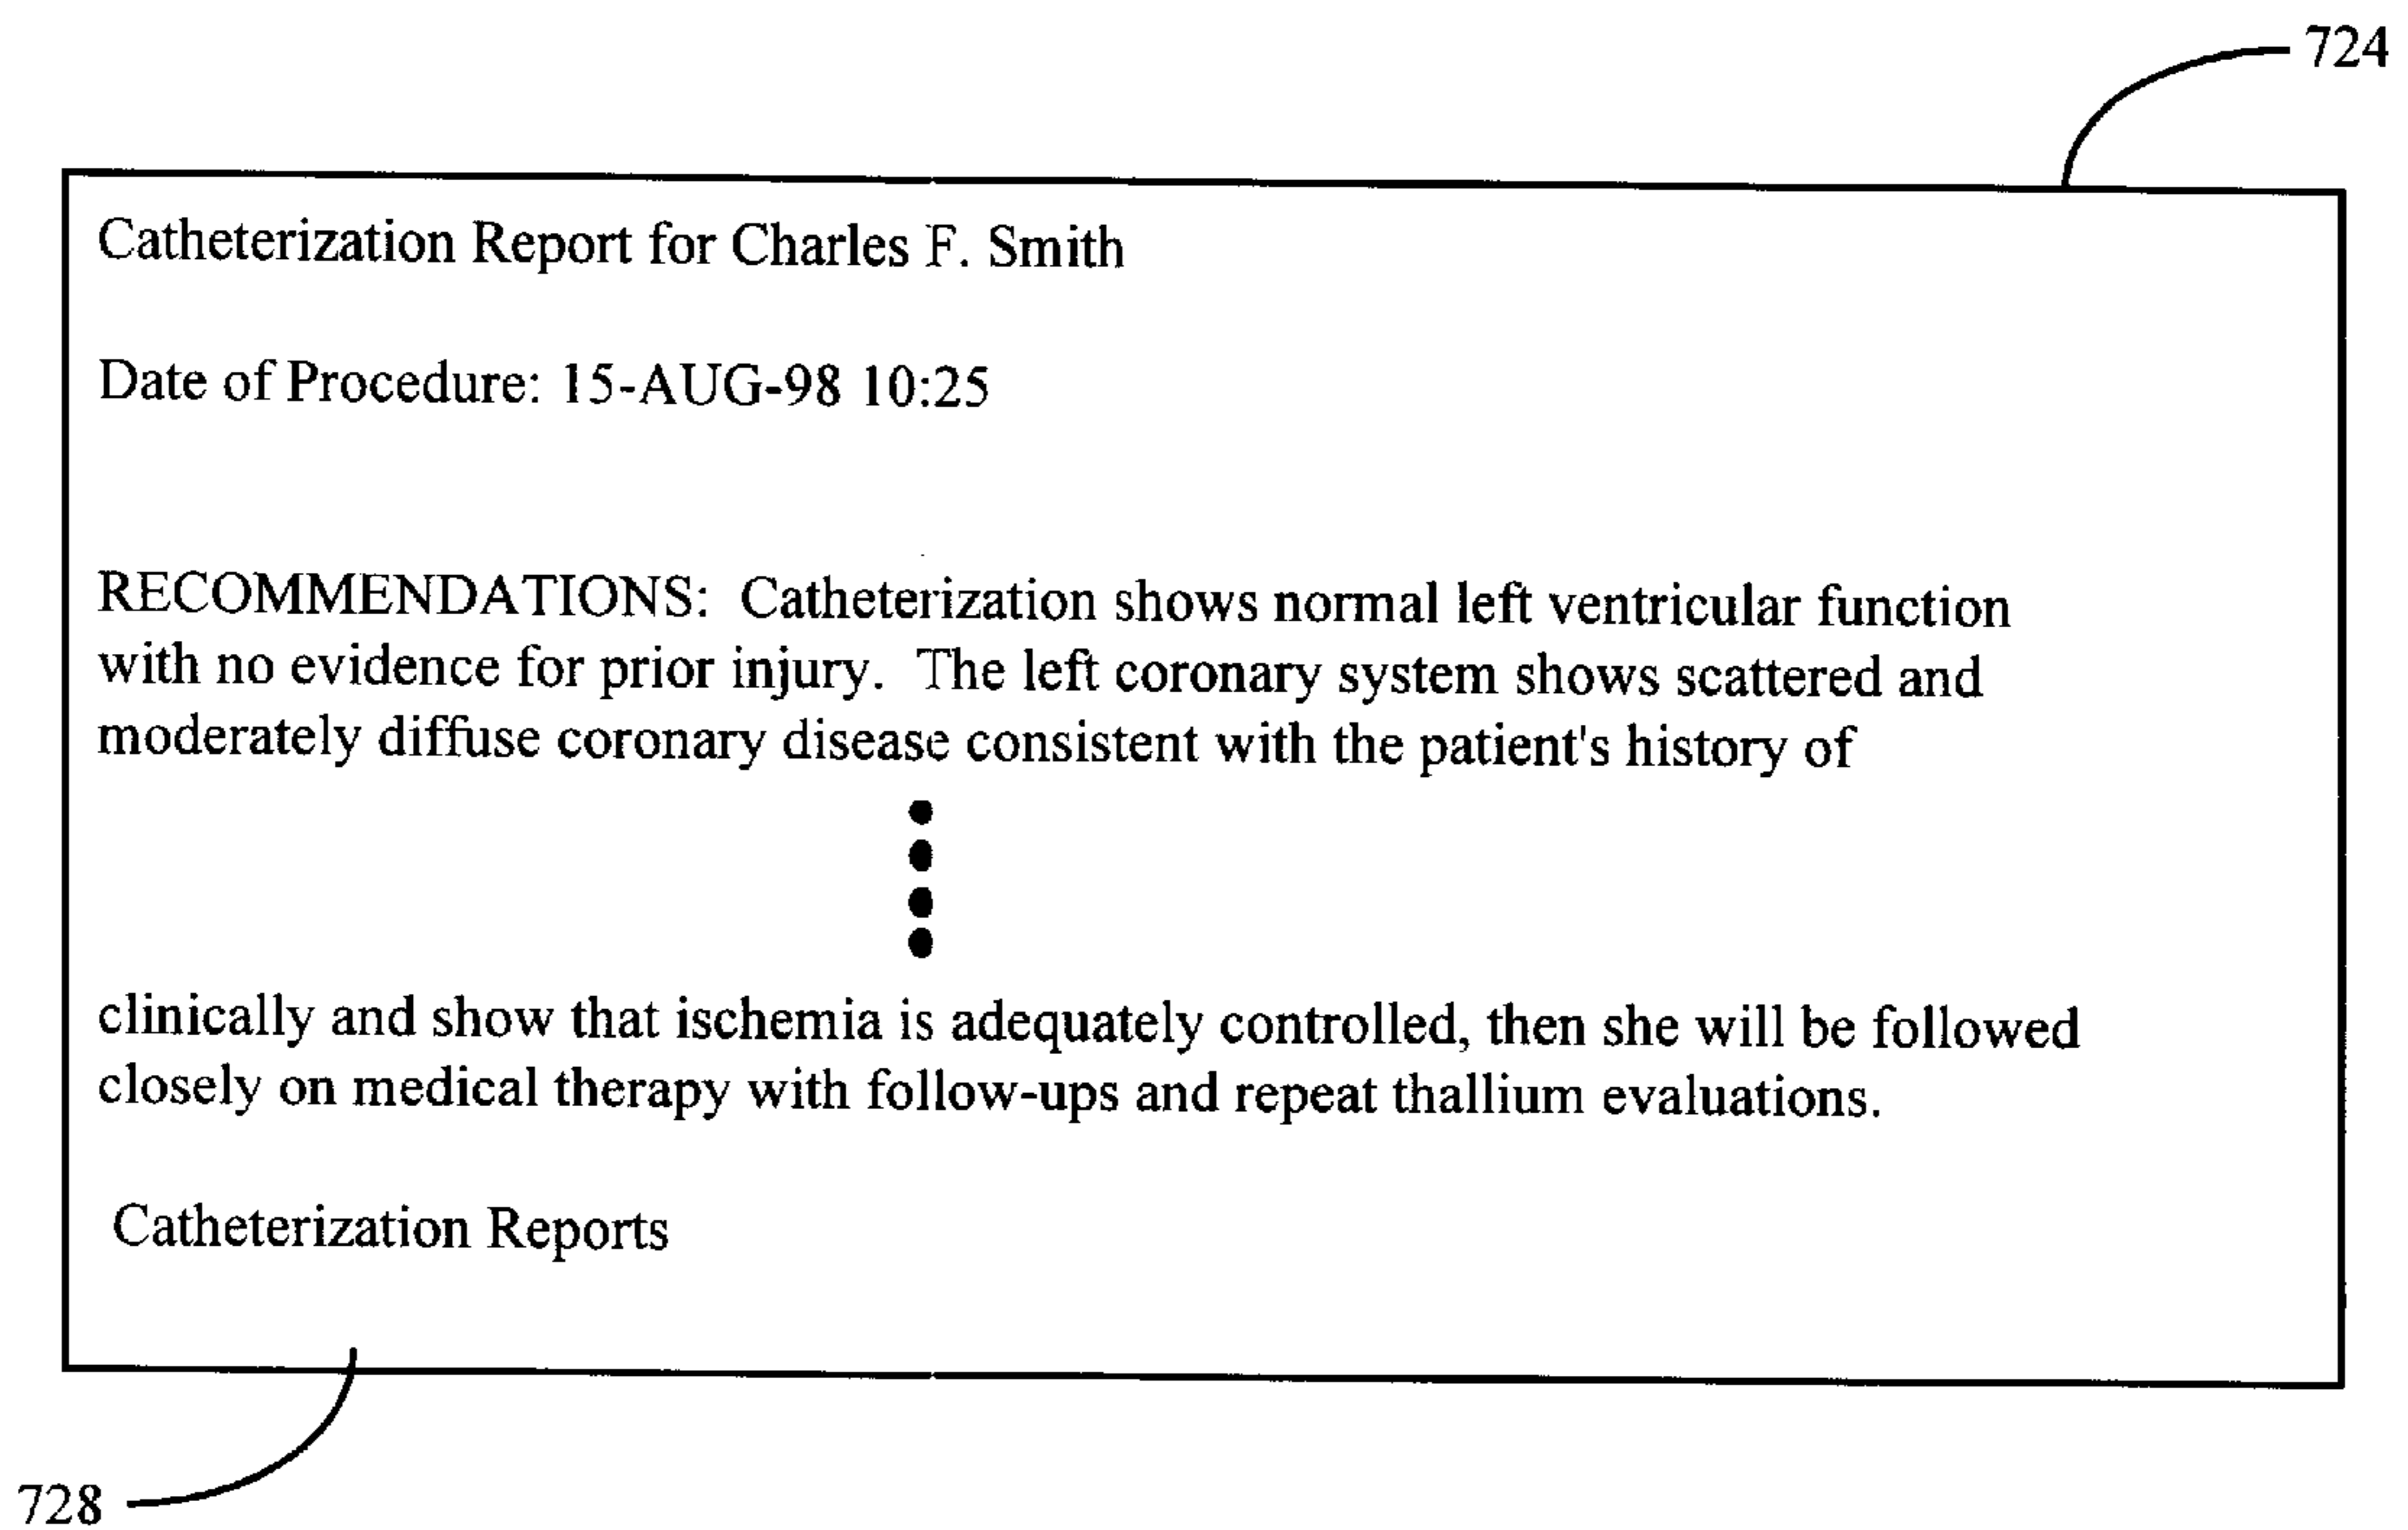 724
Catheterization Report for Charles F. Smith
Date of Procedure: 15-AUG-98 10:25
RECOMMENDATIONS: Catheterization shows normal left ventricular function
with no evidence for prior injury. The left coronary system shows scattered and
moderately diffuse coronary disease consistent with the patient's history of
clinically and show that ischemia is adequately controlled, then she will be followed
closely on medical therapy with follow-ups and repeat thallium evaluations.
Catheterization Reports
728